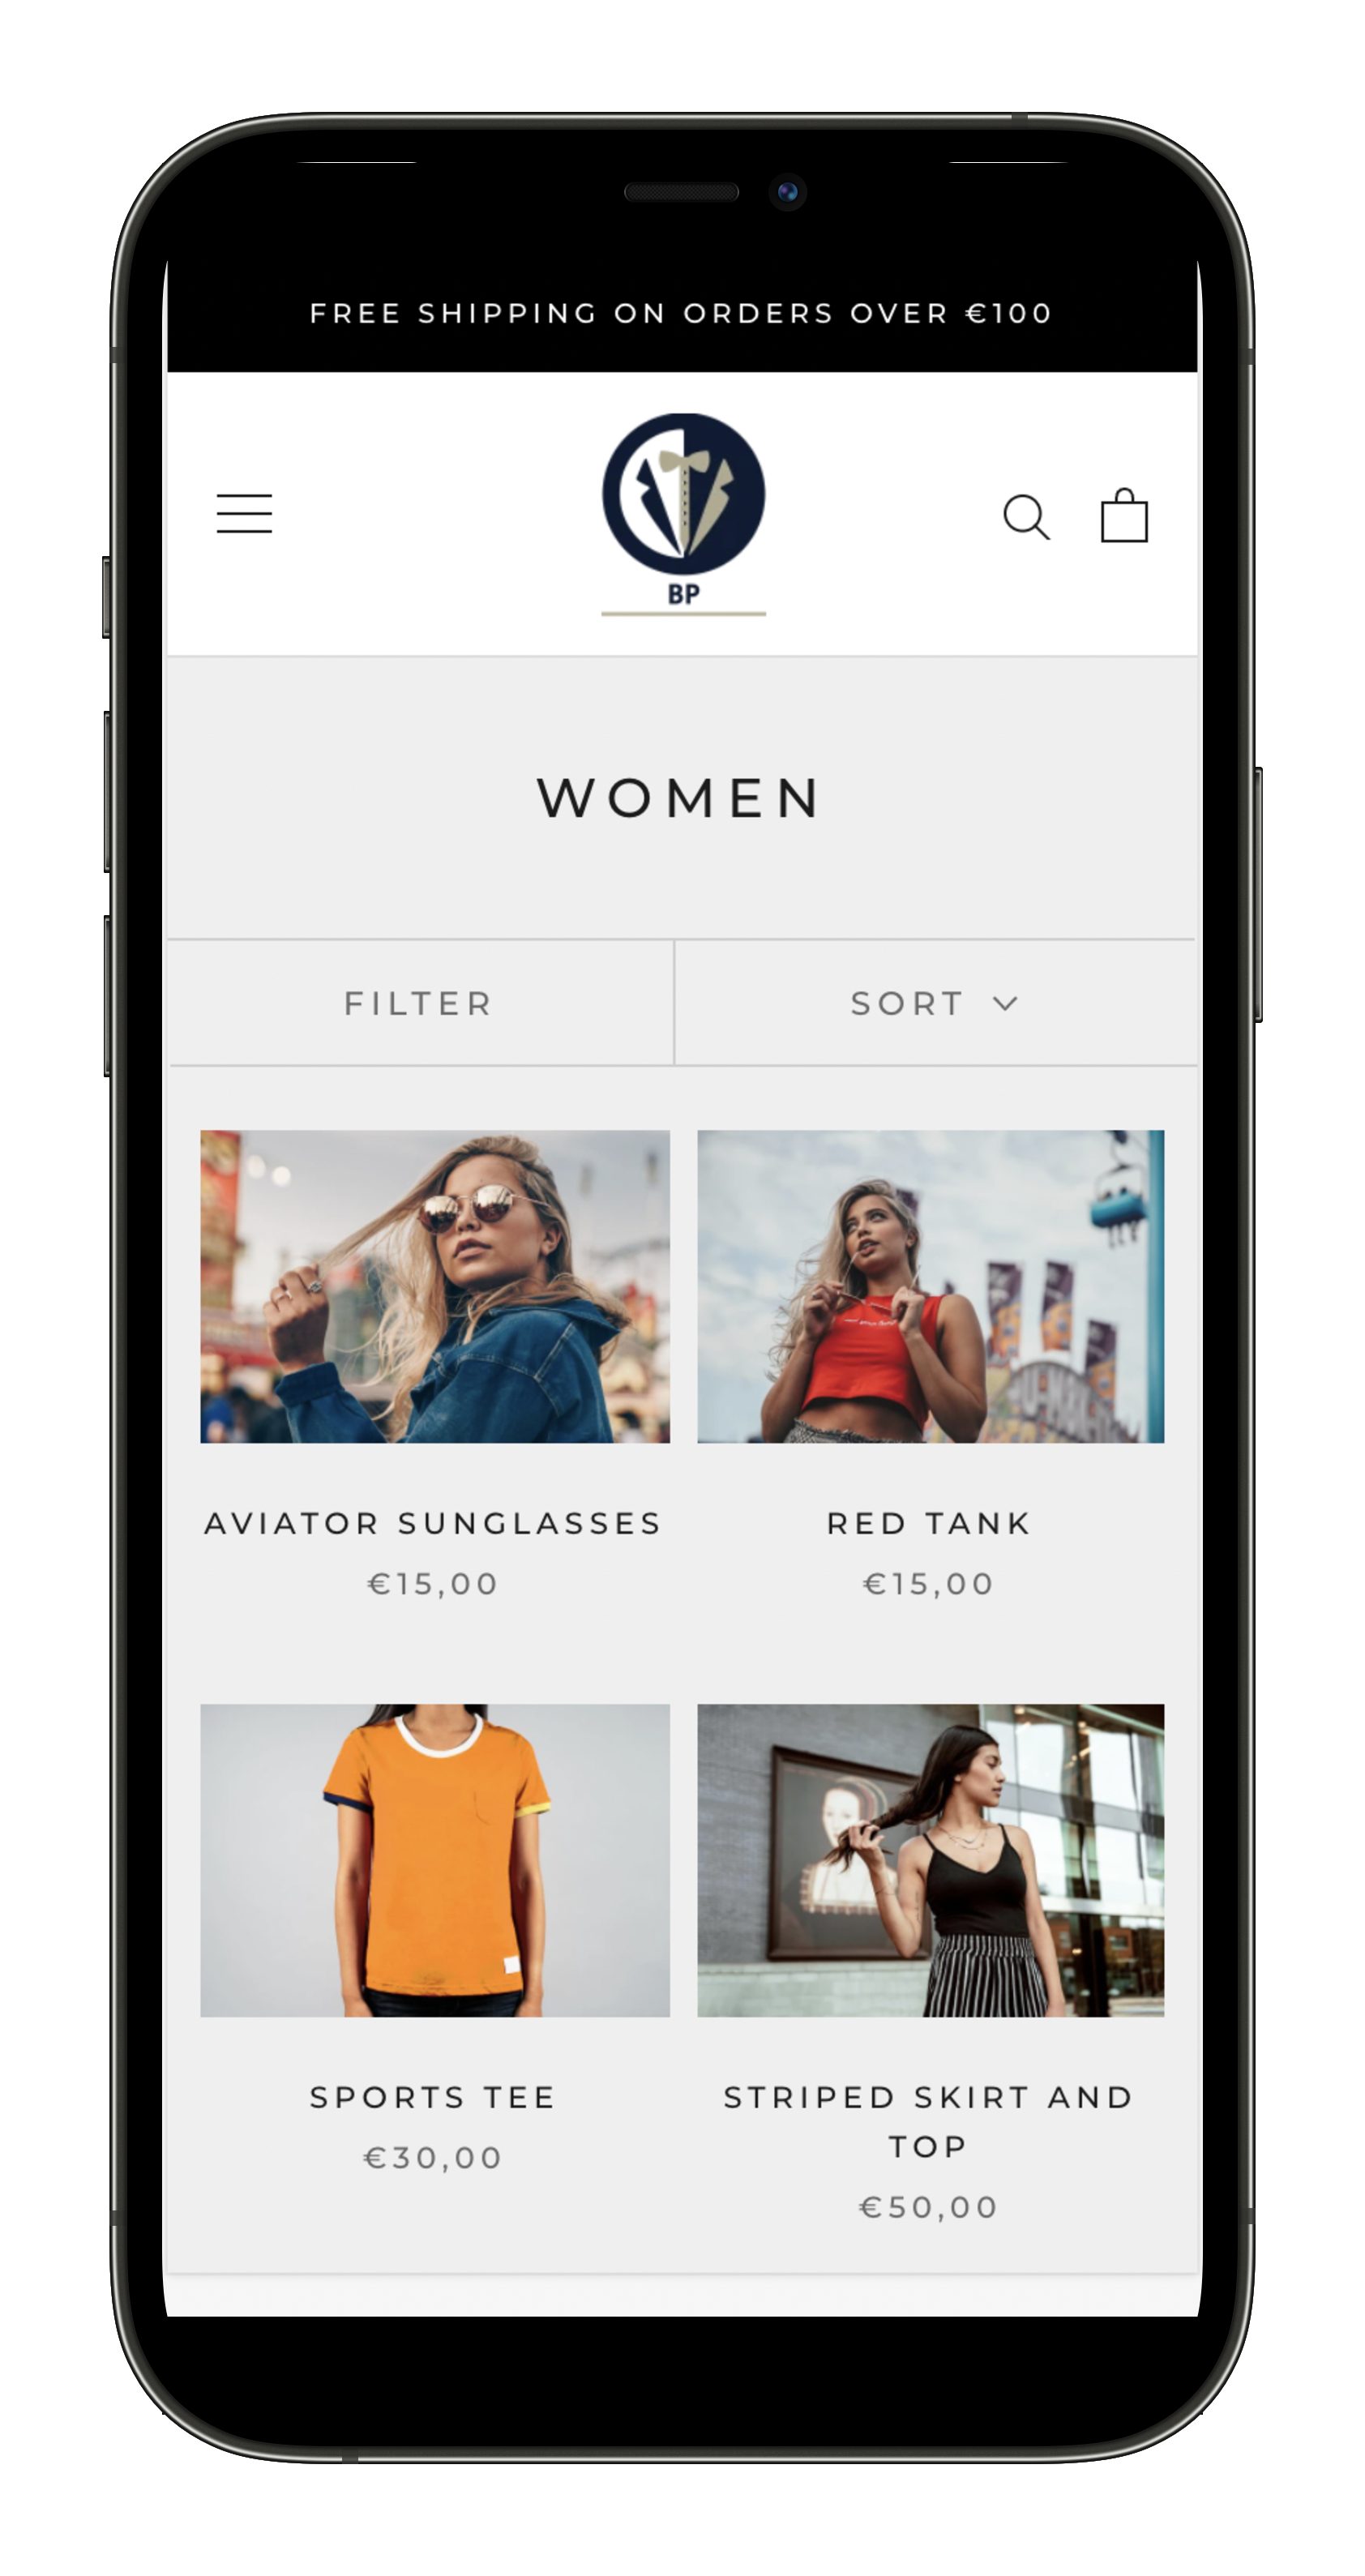 FREE SHIPPING ON ORDERS OVER €100
BP
WOMEN
FILTER
SORT
AVIATOR SUNGLASSES
RED TANK
€15,00
€15,00
SPORTS TEE
STRIPED SKIRT AND
TOP
€30,00
€50,00